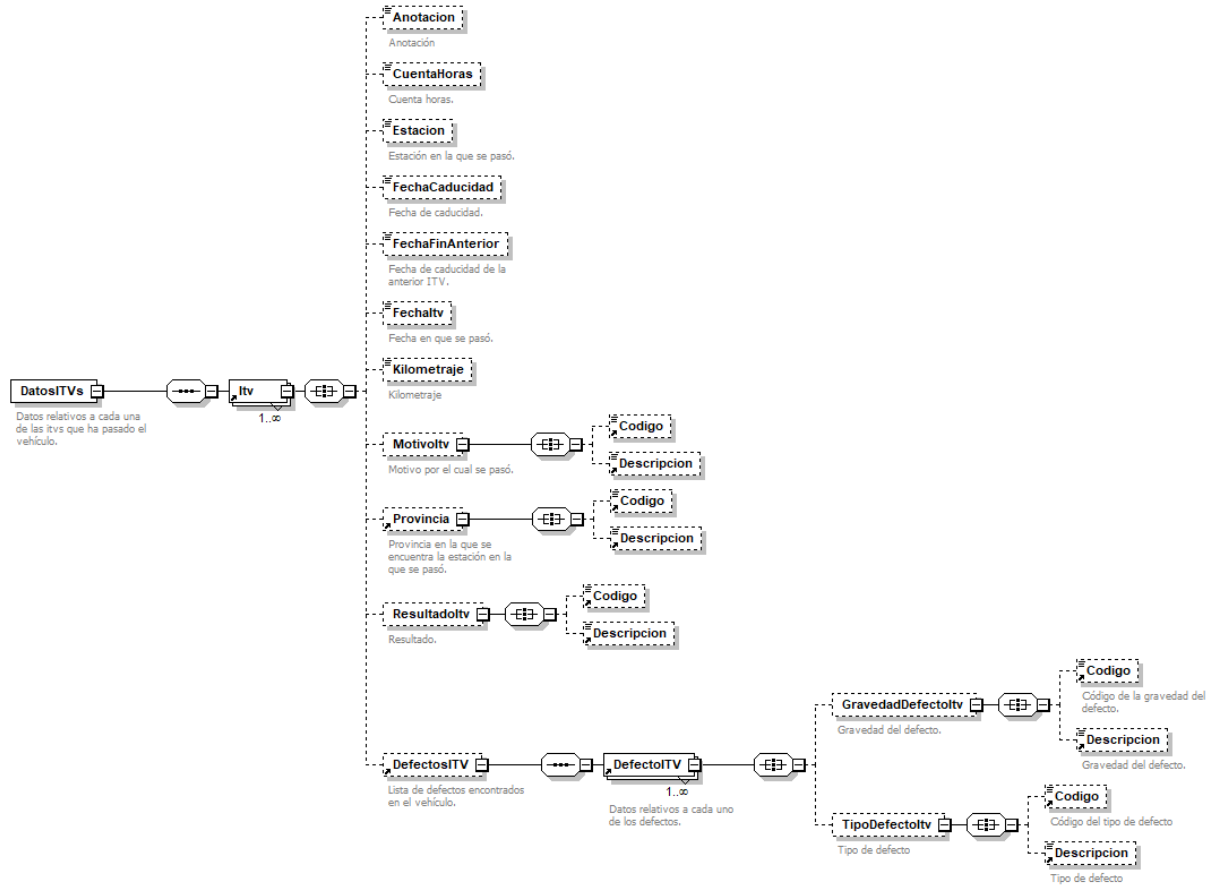 Anotacion
Anotación
CuentaHoras
Cuenta horas.
Estacion
Estación en la que se pasó.
FechaCaducidad
Fecha de caducidad.
FechaFinAnterior
Fecha de caducidad de la
anterior ITV.
FechaItv
Fecha en que se pasó.
DatosITVs
Datos relativos a cada una
de las itvs que ha pasado el
vehículo.
Itv
1..∞
Kilometraje
Kilometraje
MotivoItv
Motivo por el cual se pasó.
Codigo
Descripcion
Provincia
Provincia en la que se
encuentra la estación en la
que se pasó.
Codigo
Descripcion
ResultadoItv
Resultado.
Codigo
Descripcion
DefectosITV
Lista de defectos encontrados
en el vehículo.
DefectoITV
1..∞
Datos relativos a cada uno
de los defectos.
GravedadDefectoItv
Gravedad del defecto.
Codigo
Código de la gravedad del
defecto.
Descripcion
Gravedad del defecto.
TipoDefectoItv
Tipo de defecto
Codigo
Código del tipo de defecto
Descripcion
Tipo de defecto